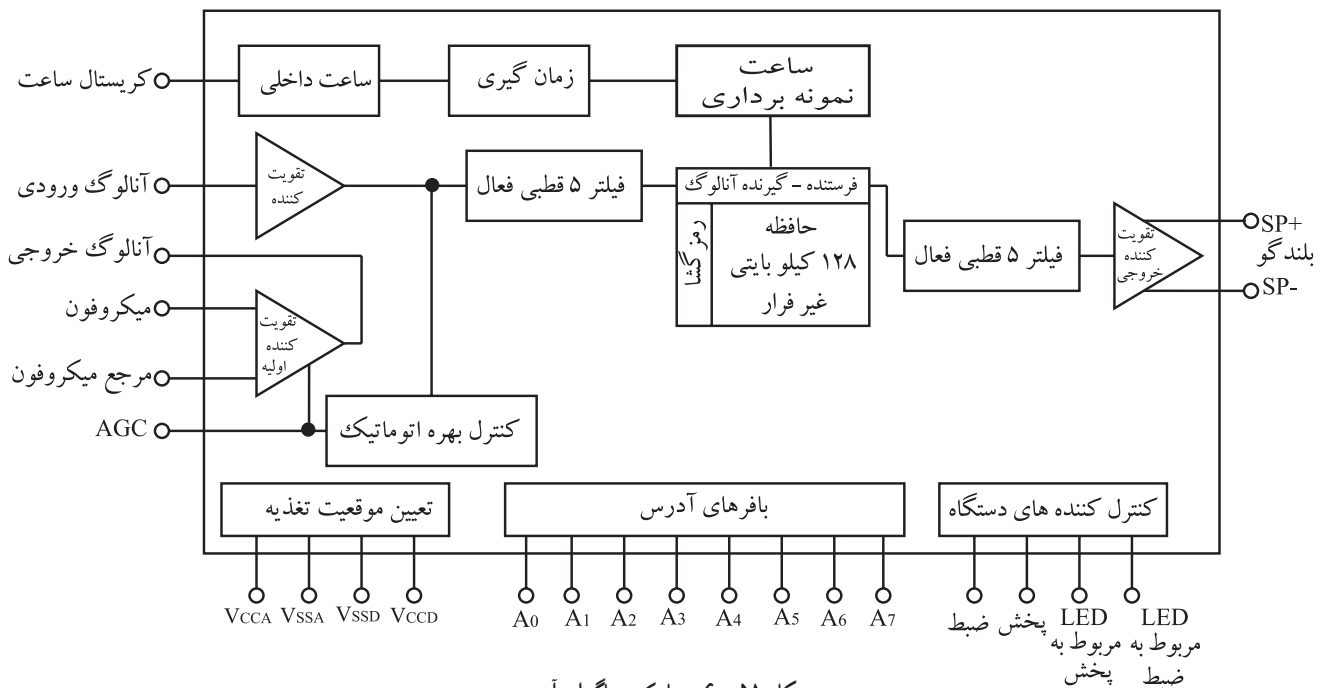 کریستال ساعت
ساعت داخلی
زمان گیری
ساعت
نمونه برداری
آنالوگ ورودی
تقویت
کننده
فیلتر ۵ قطبی فعال
فرستنده - گیرنده آنالوگ
رمز گشا
حافظه
۱۲۸ کیلو بایتی
غیر فرار
فیلتر ۵ قطبی فعال
تقویت
کننده
خروجی
SP+
بلندگو
SP-
آنالوگ خروجی
میکروفون
تقویت
کننده
اولیه
مرجع میکروفون
AGC
کنترل بهره اتوماتیک
تعیین موقعیت تغذیه
بافرهای آدرس
کنترل کننده های دستگاه
VCCA VSSA VSSD VCCD
A0 A1 A2 A3 A4 A5 A6 A7
ضبط
پخش
LED
مربوط به
پخش
LED
مربوط به
ضبط